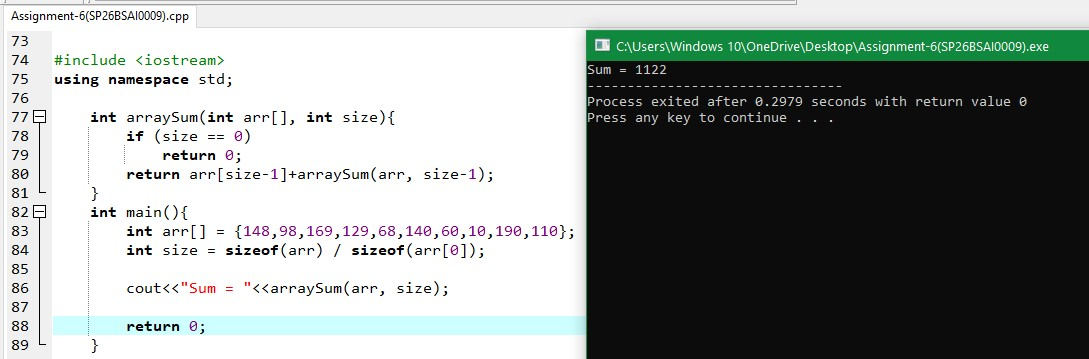 Assignment-6(SP26BSAI0009).cpp
73
74 #include <iostream>
75 using namespace std;
76
77 int arraySum(int arr[], int size){
78 if (size == 0)
79 return 0;
80 return arr[size-1]+arraySum(arr, size-1);
81 }
82 int main(){
83 int arr[] = {148,98,169,129,68,140,60,10,190,110};
84 int size = sizeof(arr) / sizeof(arr[0]);
85
86 cout<<"Sum = "<<arraySum(arr, size);
87
88 return 0;
89 }
C:\Users\Windows 10\OneDrive\Desktop\Assignment-6(SP26BSAI0009).exe
Sum = 1122
--------------------------------
Process exited after 0.2979 seconds with return value 0
Press any key to continue . . .